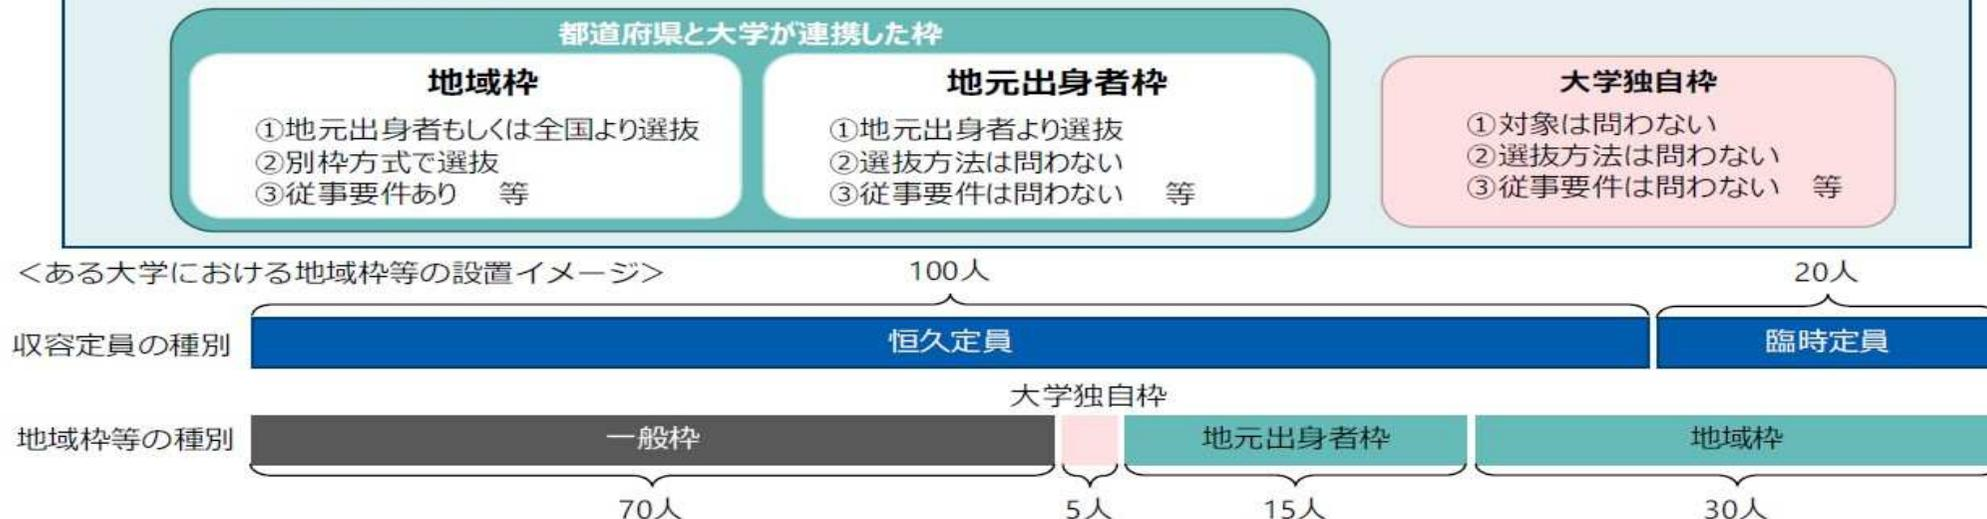 都道府県と大学が連携した枠
地域枠
①地元出身者もしくは全国より選抜
②別枠方式で選抜
③従事要件あり　等
地元出身者枠
①地元出身者より選抜
②選抜方法は問わない
③従事要件は問わない　等
大学独自枠
①対象は問わない
②選抜方法は問わない
③従事要件は問わない　等
＜ある大学における地域枠等の設置イメージ＞
100人
20人
収容定員の種別
恒久定員
臨時定員
大学独自枠
地域枠等の種別
一般枠
地元出身者枠
地域枠
70人
5人
15人
30人